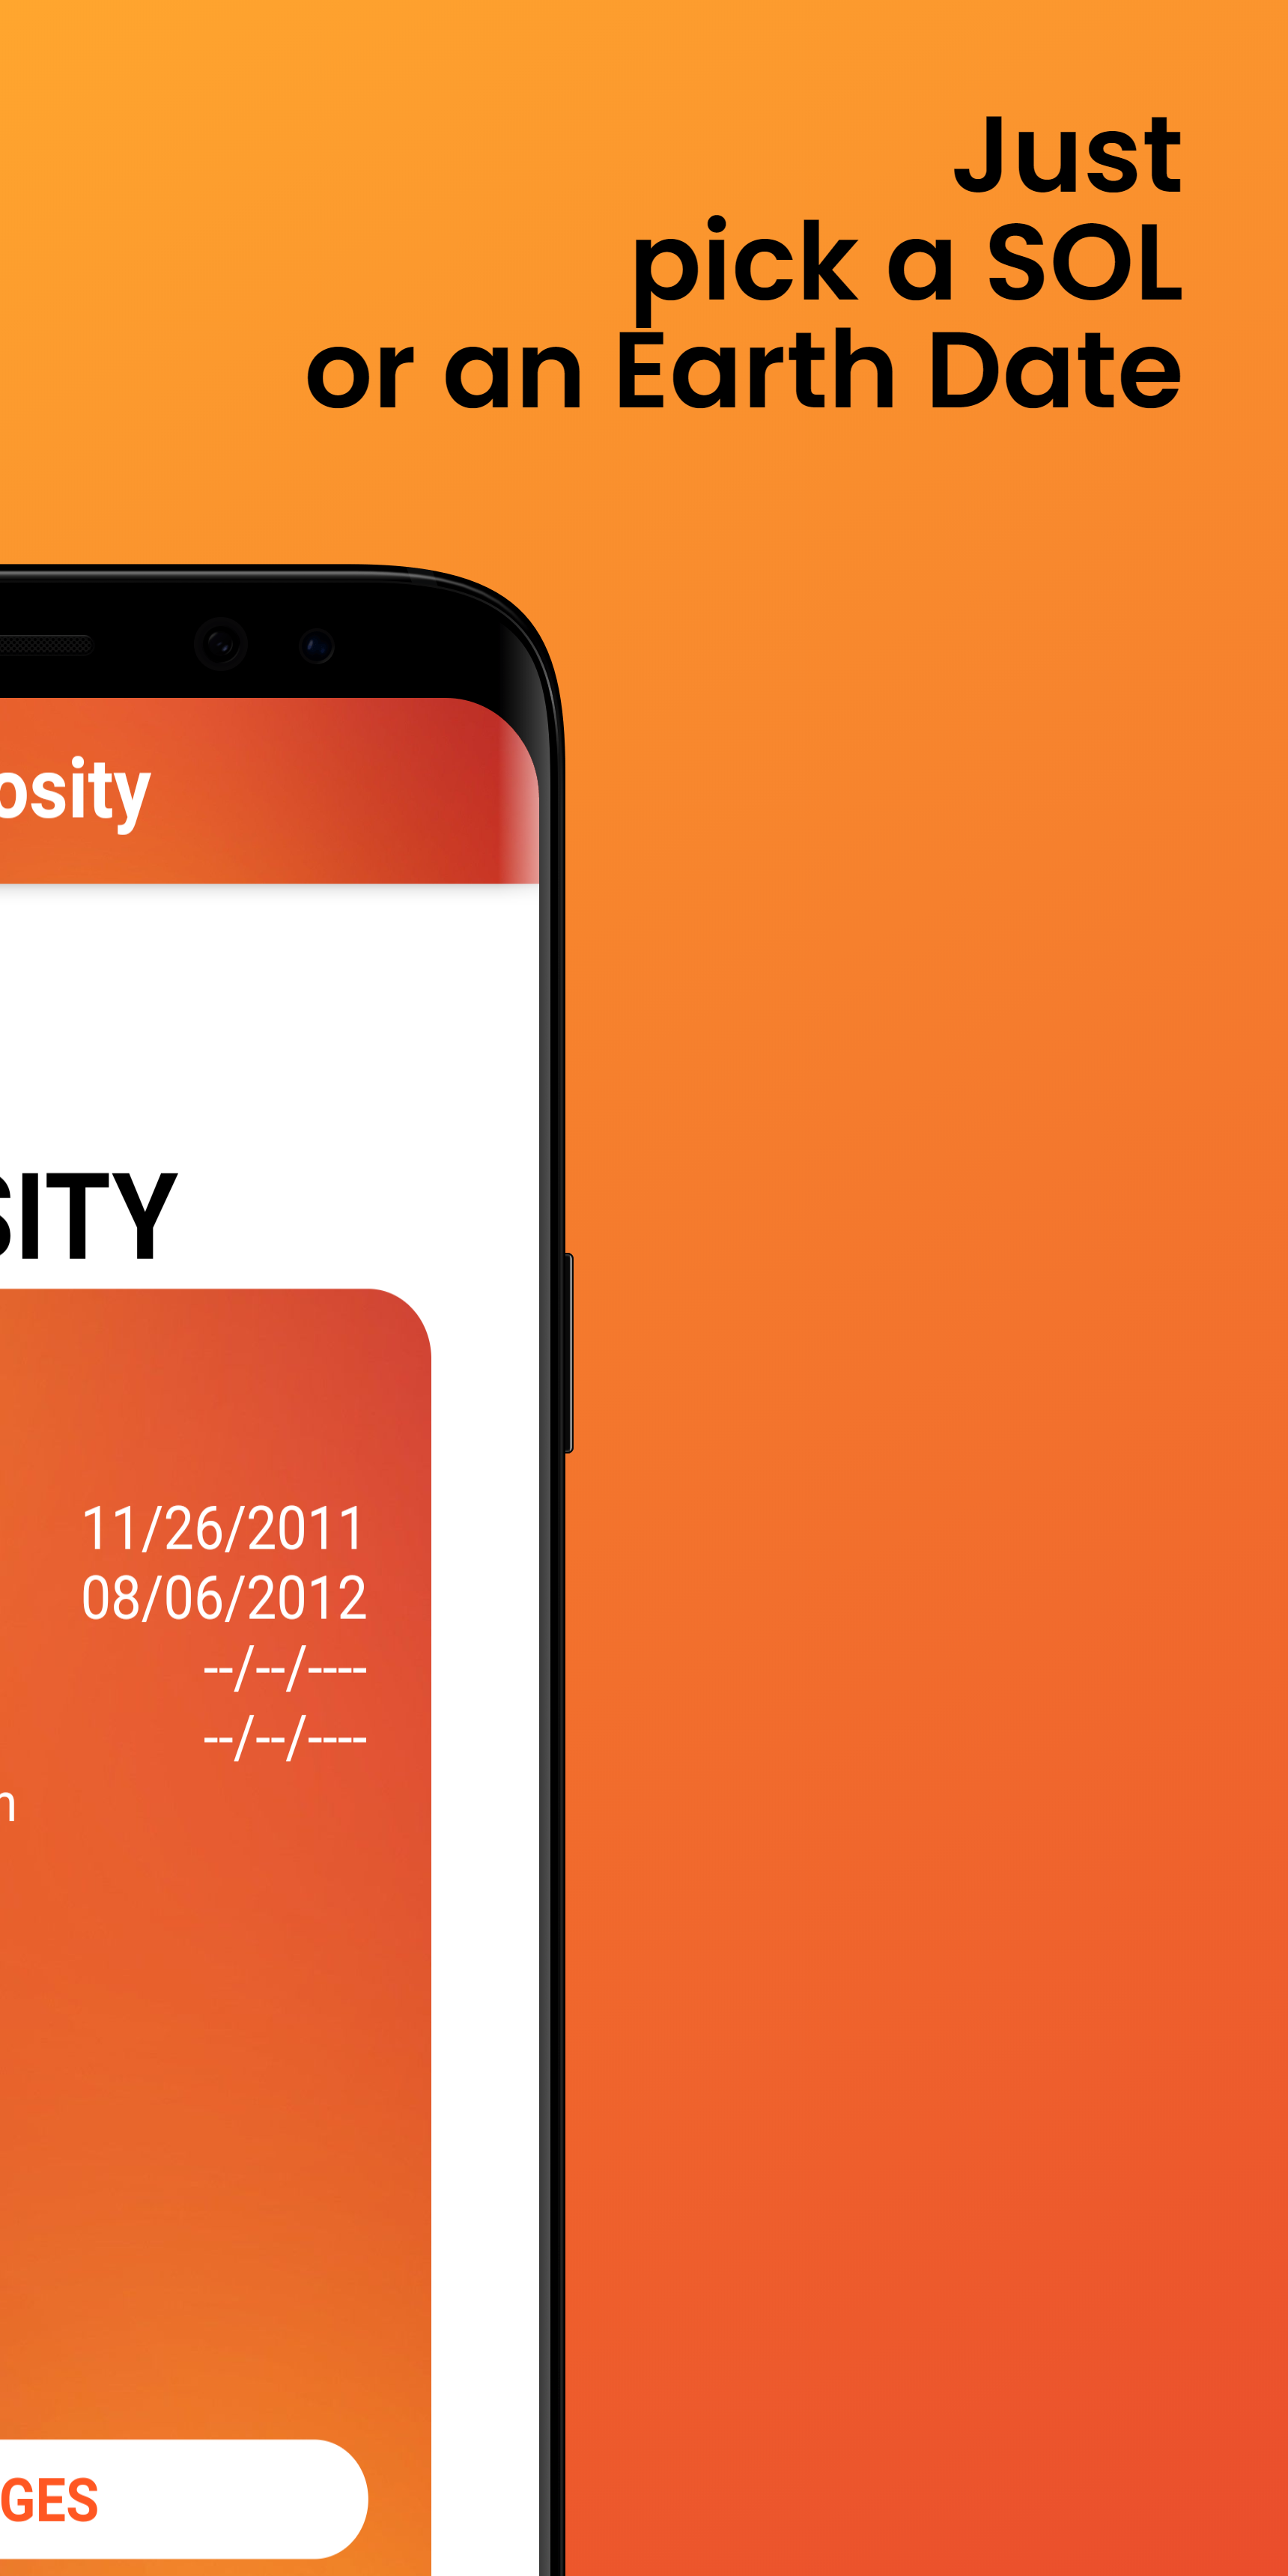 Just
pick a SOL
or an Earth Date
osity
SITY
11/26/2011
08/06/2012
--/--/----
--/--/----
n
GES